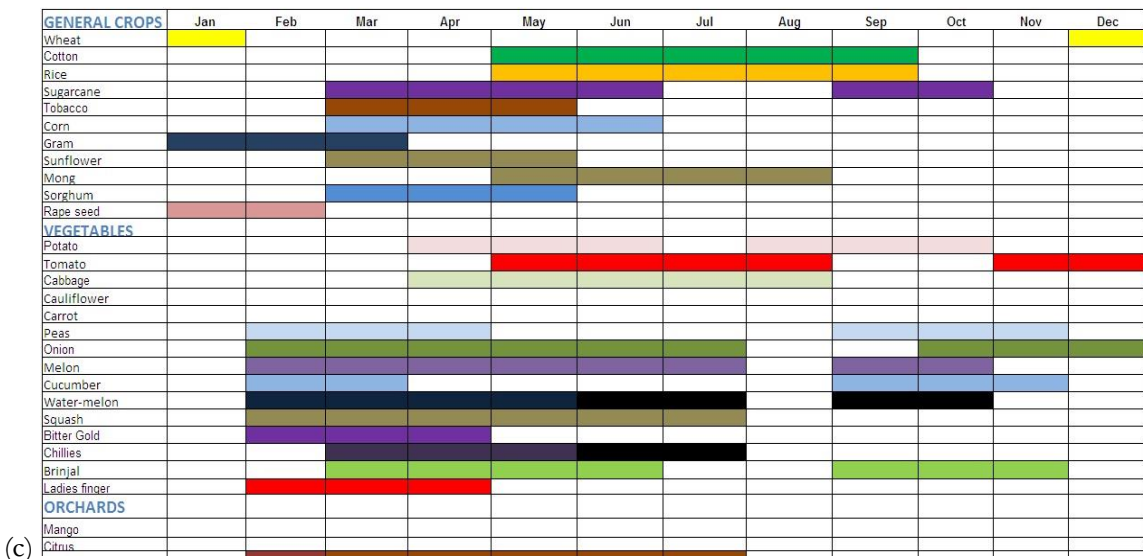 GENERAL CROPS Jan Feb Mar Apr May Jun Jul Aug Sep Oct Nov Dec
Wheat
Cotton
Rice
Sugarcane
Tobacco
Corn
Gram
Sunflower
Mong
Sorghum
Rape seed
VEGETABLES
Potato
Tomato
Cabbage
Cauliflower
Carrot
Peas
Onion
Melon
Cucumber
Water-melon
Squash
Bitter Gold
Chillies
Brinjal
Ladies finger
ORCHARDS
Mango
(c) Citrus